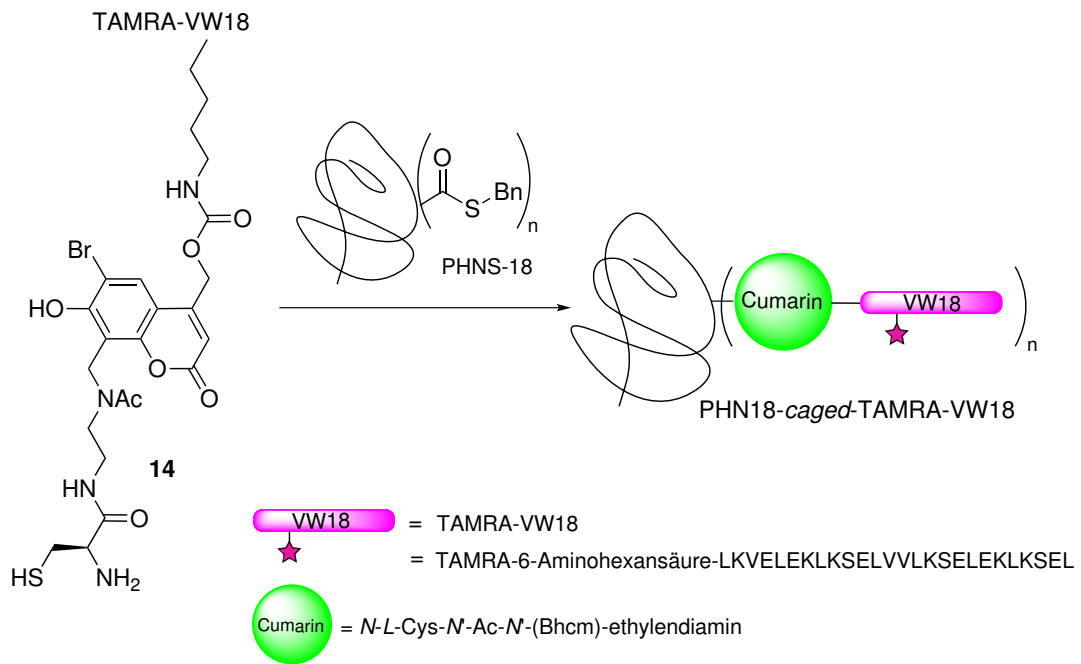 TAMRA-VW18
HN
O
O
Br
HO
O
O
NAc
14
HN
O
HS
NH2
O
S
Bn
n
PHNS-18
Cumarin
VW18
n
PHN18-caged-TAMRA-VW18
VW18 = TAMRA-VW18
= TAMRA-6-Aminohexansäure-LKVELEKLKSELVVLKSELEKLKSEL
Cumarin = N-L-Cys-N'-Ac-N'-(Bhcm)-ethylendiamin